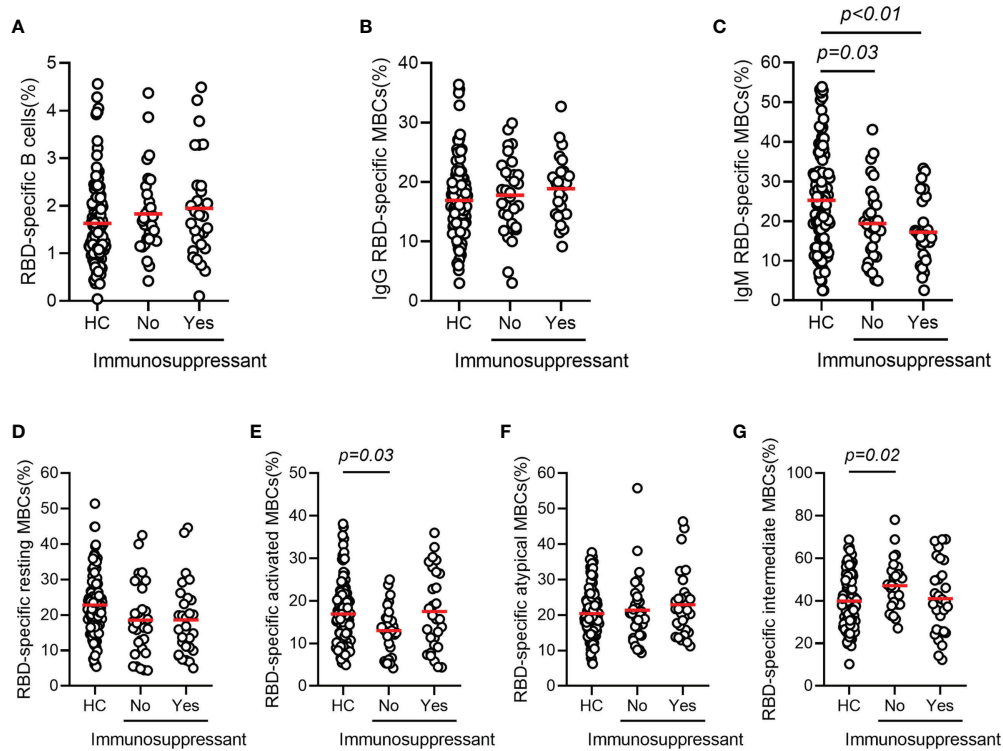 A
RBD-specific B cells(%)
5
4
3
2
1
0
HC
No
Yes
Immunosuppressant
B
IgG RBD-specific MBCs(%)
40
30
20
10
0
HC
No
Yes
Immunosuppressant
C
p<0.01
p=0.03
IgM RBD-specific MBCs(%)
60
50
40
30
20
10
0
HC
No
Yes
Immunosuppressant
D
RBD-specific resting MBCs(%)
60
50
40
30
20
10
0
HC
No
Yes
Immunosuppressant
E
p=0.03
RBD-specific activated MBCs(%)
50
40
30
20
10
0
HC
No
Yes
Immunosuppressant
F
RBD-specific atypical MBCs(%)
60
50
40
30
20
10
0
HC
No
Yes
Immunosuppressant
G
p=0.02
RBD-specific intermediate MBCs(%)
100
80
60
40
20
0
HC
No
Yes
Immunosuppressant